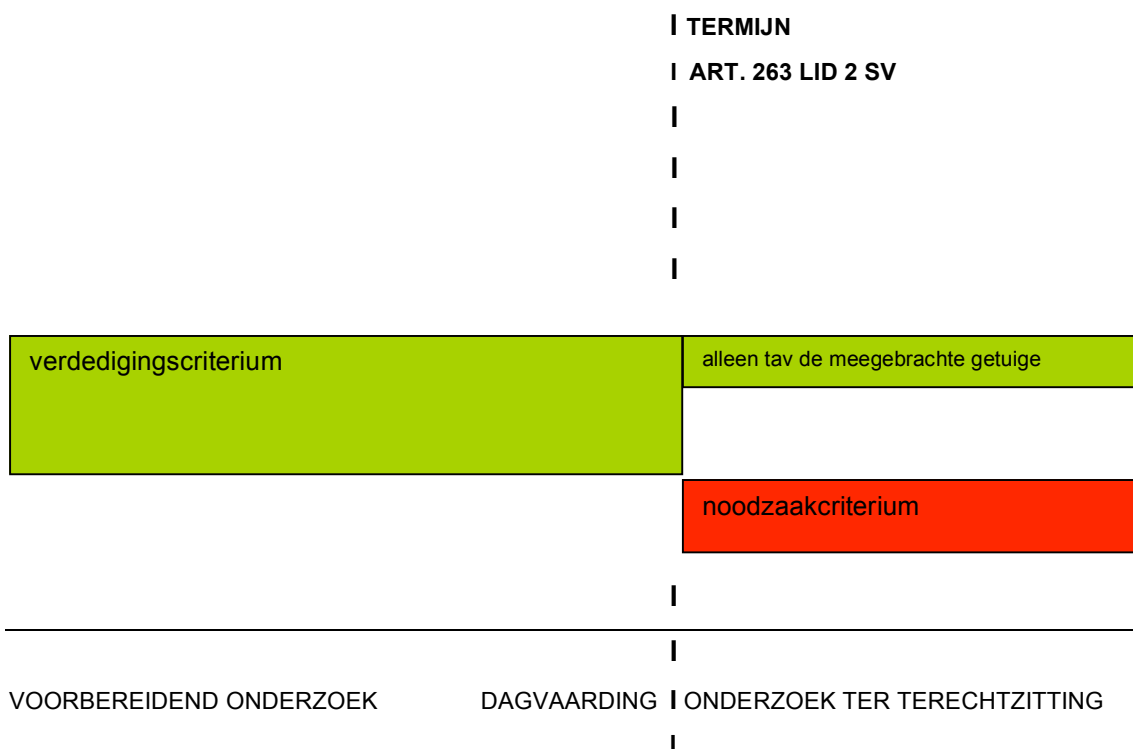 TERMIJN
ART. 263 LID 2 SV
verdedigingscriterium
alleen tav de meegebrachte getuige
noodzaakcriterium
VOORBEREIDEND ONDERZOEK DAGVAARDING ONDERZOEK TER TERECHTZITTING